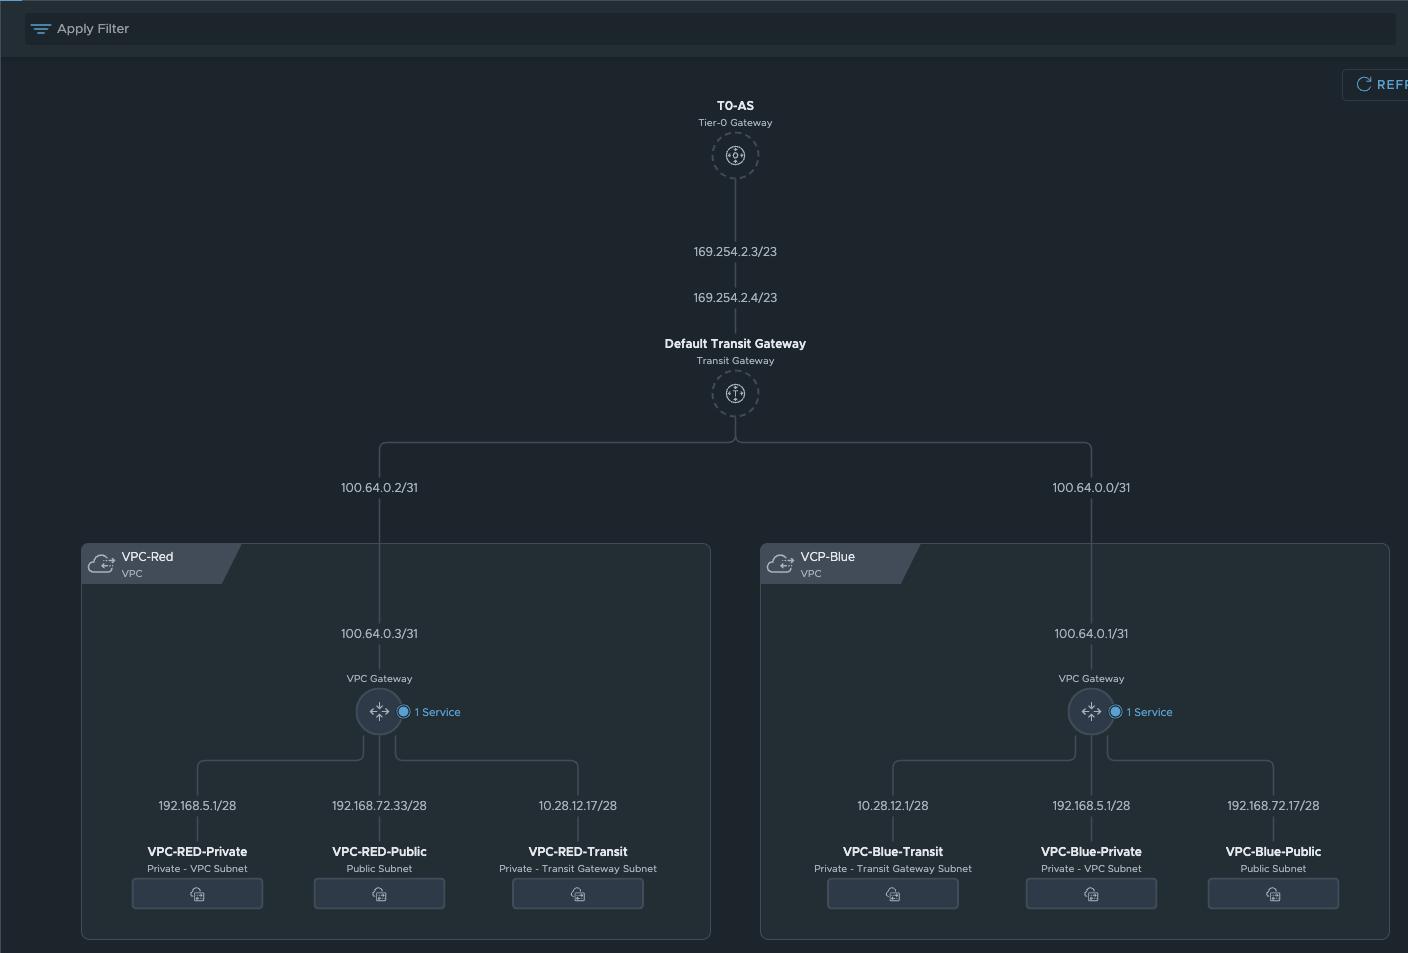 Apply Filter
REFR
T0-AS
Tier-0 Gateway
169.254.2.3/23
169.254.2.4/23
Default Transit Gateway
Transit Gateway
100.64.0.2/31
100.64.0.0/31
VPC-Red
VPC
VCP-Blue
VPC
100.64.0.3/31
100.64.0.1/31
VPC Gateway
VPC Gateway
1 Service
1 Service
192.168.5.1/28
192.168.72.33/28
10.28.12.17/28
10.28.12.1/28
192.168.5.1/28
192.168.72.17/28
VPC-RED-Private
Private - VPC Subnet
VPC-RED-Public
Public Subnet
VPC-RED-Transit
Private - Transit Gateway Subnet
VPC-Blue-Transit
Private - Transit Gateway Subnet
VPC-Blue-Private
Private - VPC Subnet
VPC-Blue-Public
Public Subnet